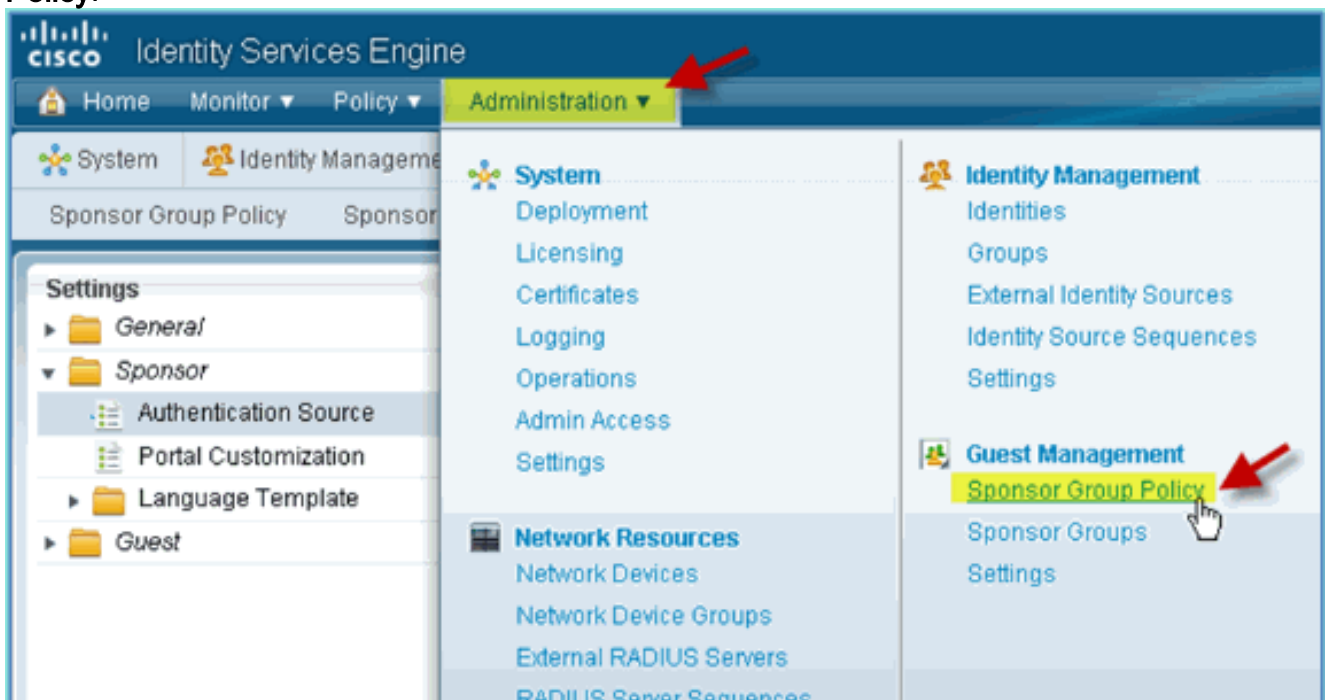 Policy.
cisco Identity Services Engine
Home Monitor ▼ Policy ▼ Administration ▼
System Identity Manageme
Sponsor Group Policy Sponsor
Settings
General
Sponsor
Authentication Source
Portal Customization
Language Template
Guest
System
Deployment
Licensing
Certificates
Logging
Operations
Admin Access
Settings
Network Resources
Network Devices
Network Device Groups
External RADIUS Servers
RADIUS Server Sequences
Identity Management
Identities
Groups
External Identity Sources
Identity Source Sequences
Settings
Guest Management
Sponsor Group Policy
Sponsor Groups
Settings